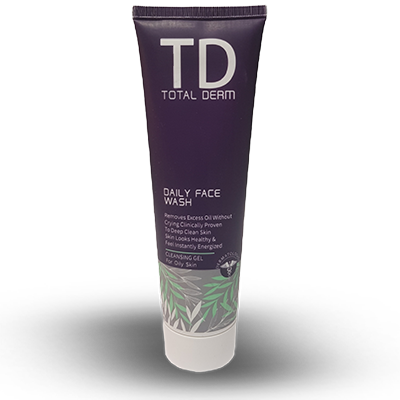 TD
TOTAL DERM
DAILY FACE
WASH
Removes Excess Oil Without
Crying Clinically Proven
To Deep Clean Skin
Skin Looks Healthy &
Feel Instantly Energized
CLEANSING GEL
For Oily Skin